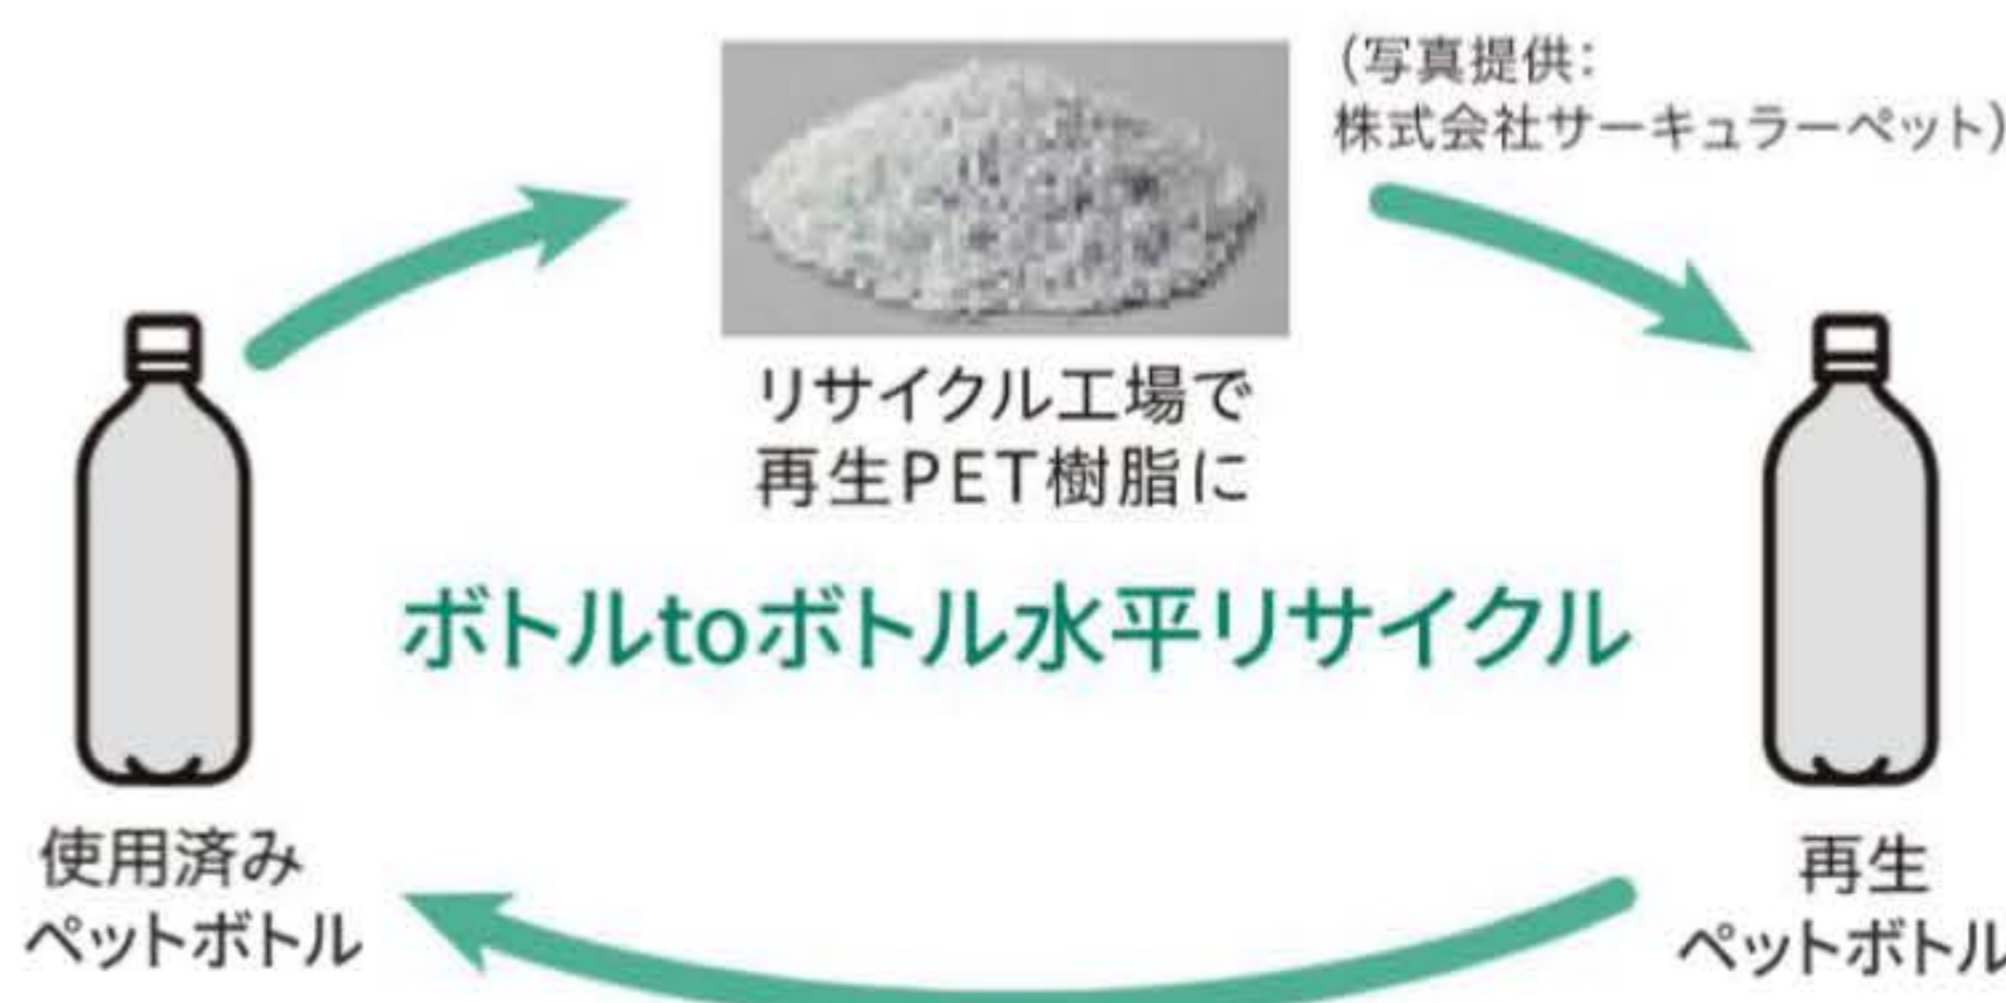 (写真提供:
株式会社サーキュラーペット)
リサイクル工場で
再生PET樹脂に
ボトルtoボトル水平リサイクル
使用済み
ペットボトル
再生
ペットボトル